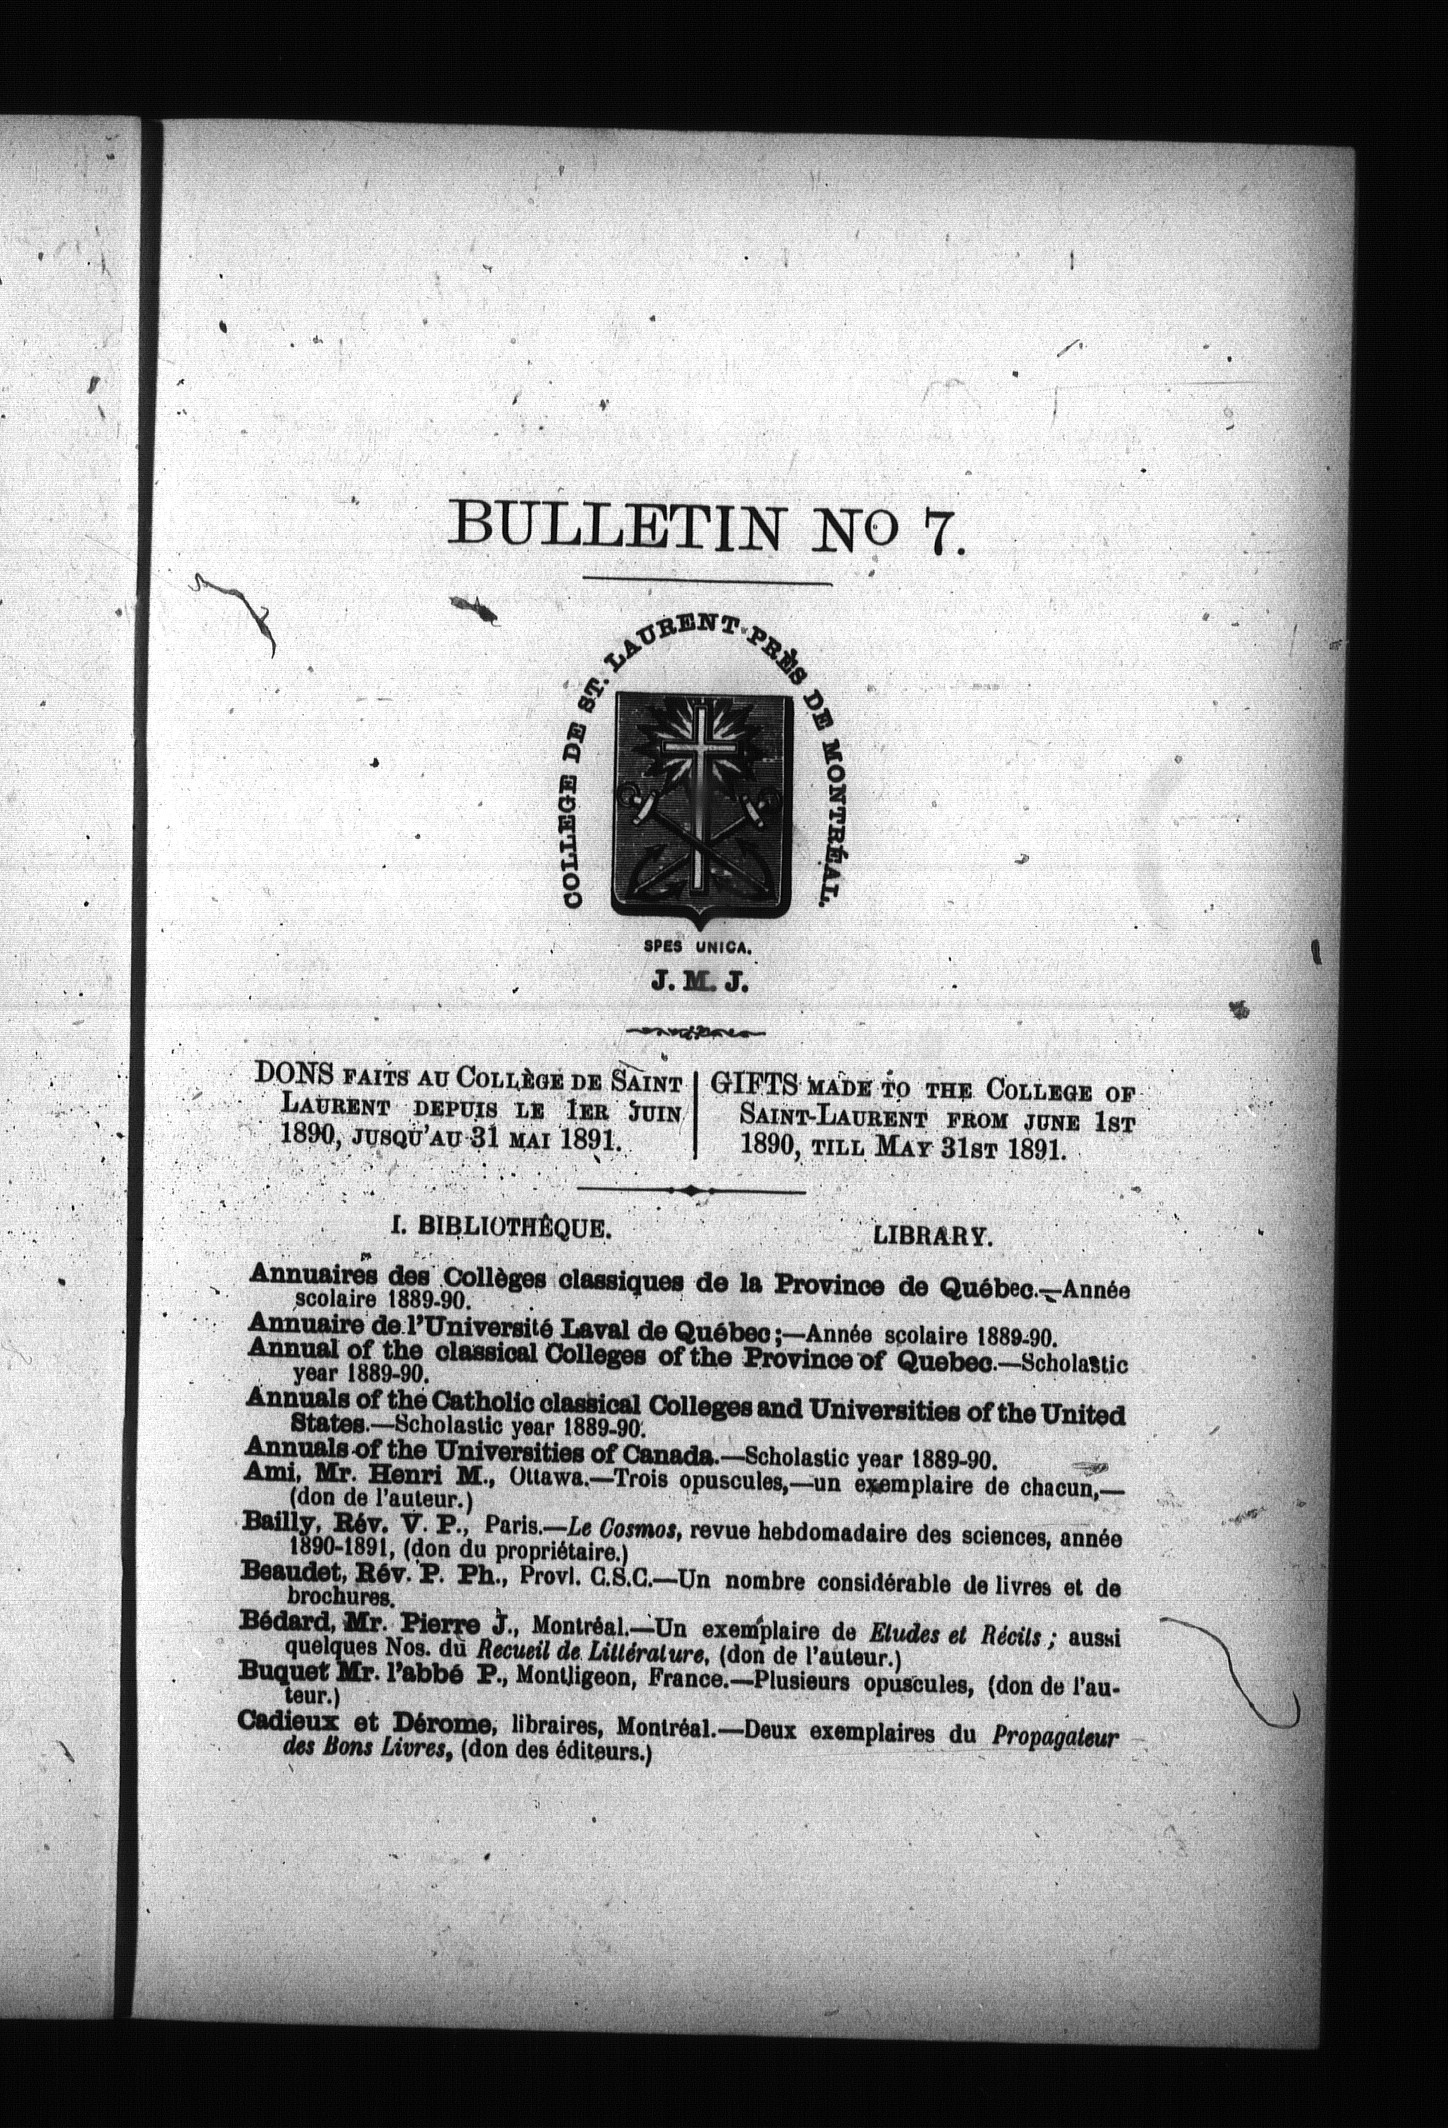 BULLETIN NO 7.
COLLEGE DE ST. LAURENT PRÈS DE MONTRÉAL.
SPES UNICA.
J. M. J.
DONS FAITS AU COLLÈGE DE SAINT
LAURENT DEPUIS LE 1ER JUIN
1890, JUSQU'AU 31 MAI 1891.
GIFTS MADE TO THE COLLEGE OF
SAINT-LAURENT FROM JUNE 1ST
1890, TILL MAY 31ST 1891.
I. BIBLIOTHÊQUE.
LIBRARY.
Annuaires des Collèges classiques de la Province de Québec.—Année
scolaire 1889-90.
Annuaire de l'Université Laval de Québec;—Année scolaire 1889-90.
Annual of the classical Colleges of the Province of Quebec.—Scholastic
year 1889-90.
Annuals of the Catholic classical Colleges and Universities of the United
States.—Scholastic year 1889-90.
Annuals of the Universities of Canada.—Scholastic year 1889-90.
Ami, Mr. Henri M., Ottawa.—Trois opuscules,—un exemplaire de chacun,—
(don de l'auteur.)
Bailly, Rév. V. P., Paris.—Le Cosmos, revue hebdomadaire des sciences, année
1890-1891, (don du propriétaire.)
Beaudet, Rév. P. Ph., Provl. C.S.C.—Un nombre considérable de livres et de
brochures.
Bédard, Mr. Pierre J., Montréal.—Un exemplaire de Etudes et Récits ; aussi
quelques Nos. du Recueil de Littérature, (don de l'auteur.)
Buquet Mr. l'abbé P., Montligeon, France.—Plusieurs opuscules, (don de l'au-
teur.)
Cadieux et Dérome, libraires, Montréal.—Deux exemplaires du Propagateur
des Bons Livres, (don des éditeurs.)